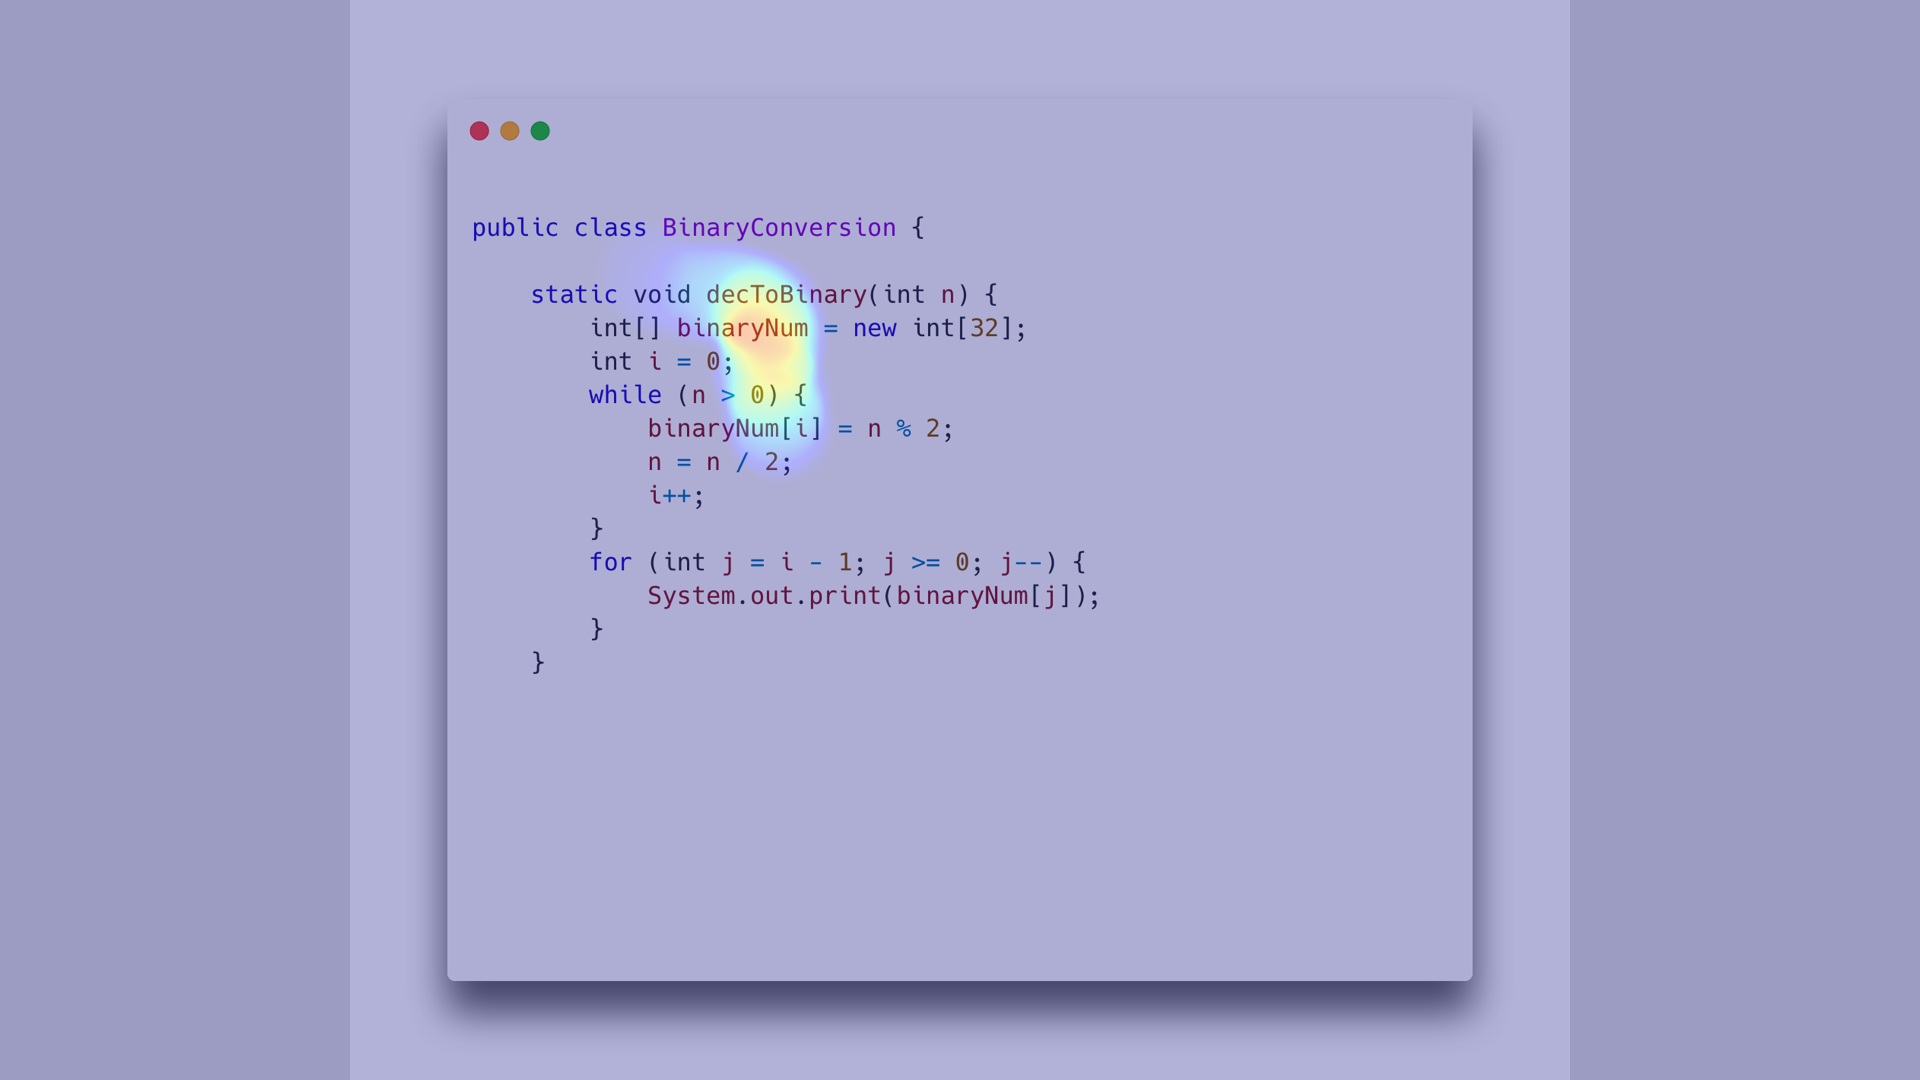 public class BinaryConversion {
static void decToBinary(int n) {
int[] binaryNum = new int[32];
int i = 0;
while (n > 0) {
binaryNum[i] = n % 2;
n = n / 2;
i++;
}
for (int j = i - 1; j >= 0; j--) {
System.out.print(binaryNum[j]);
}
}